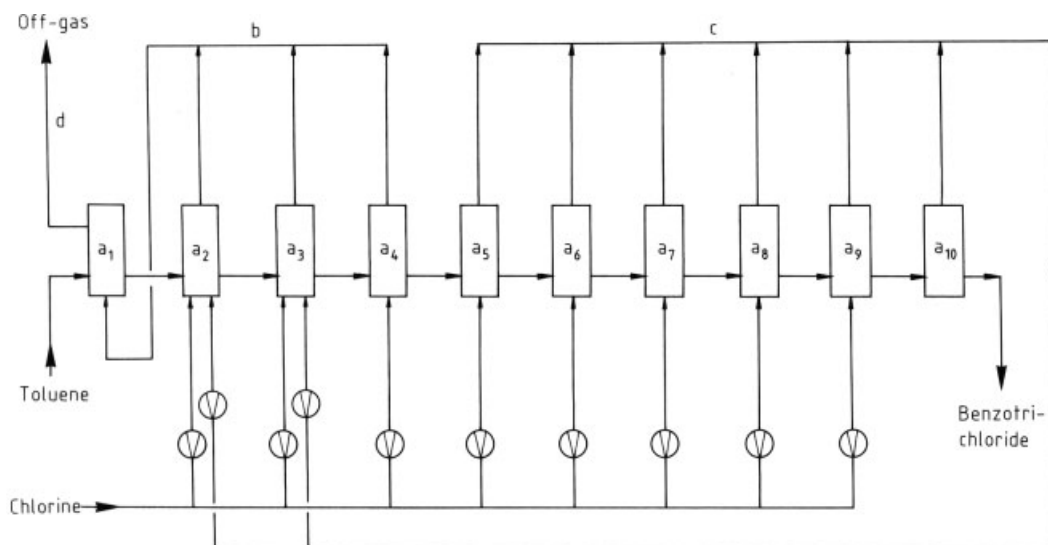 Off-gas
b
c
d
a1
a2
a3
a4
a5
a6
a7
a8
a9
a10
Toluene
Benzotri-
chloride
Chlorine